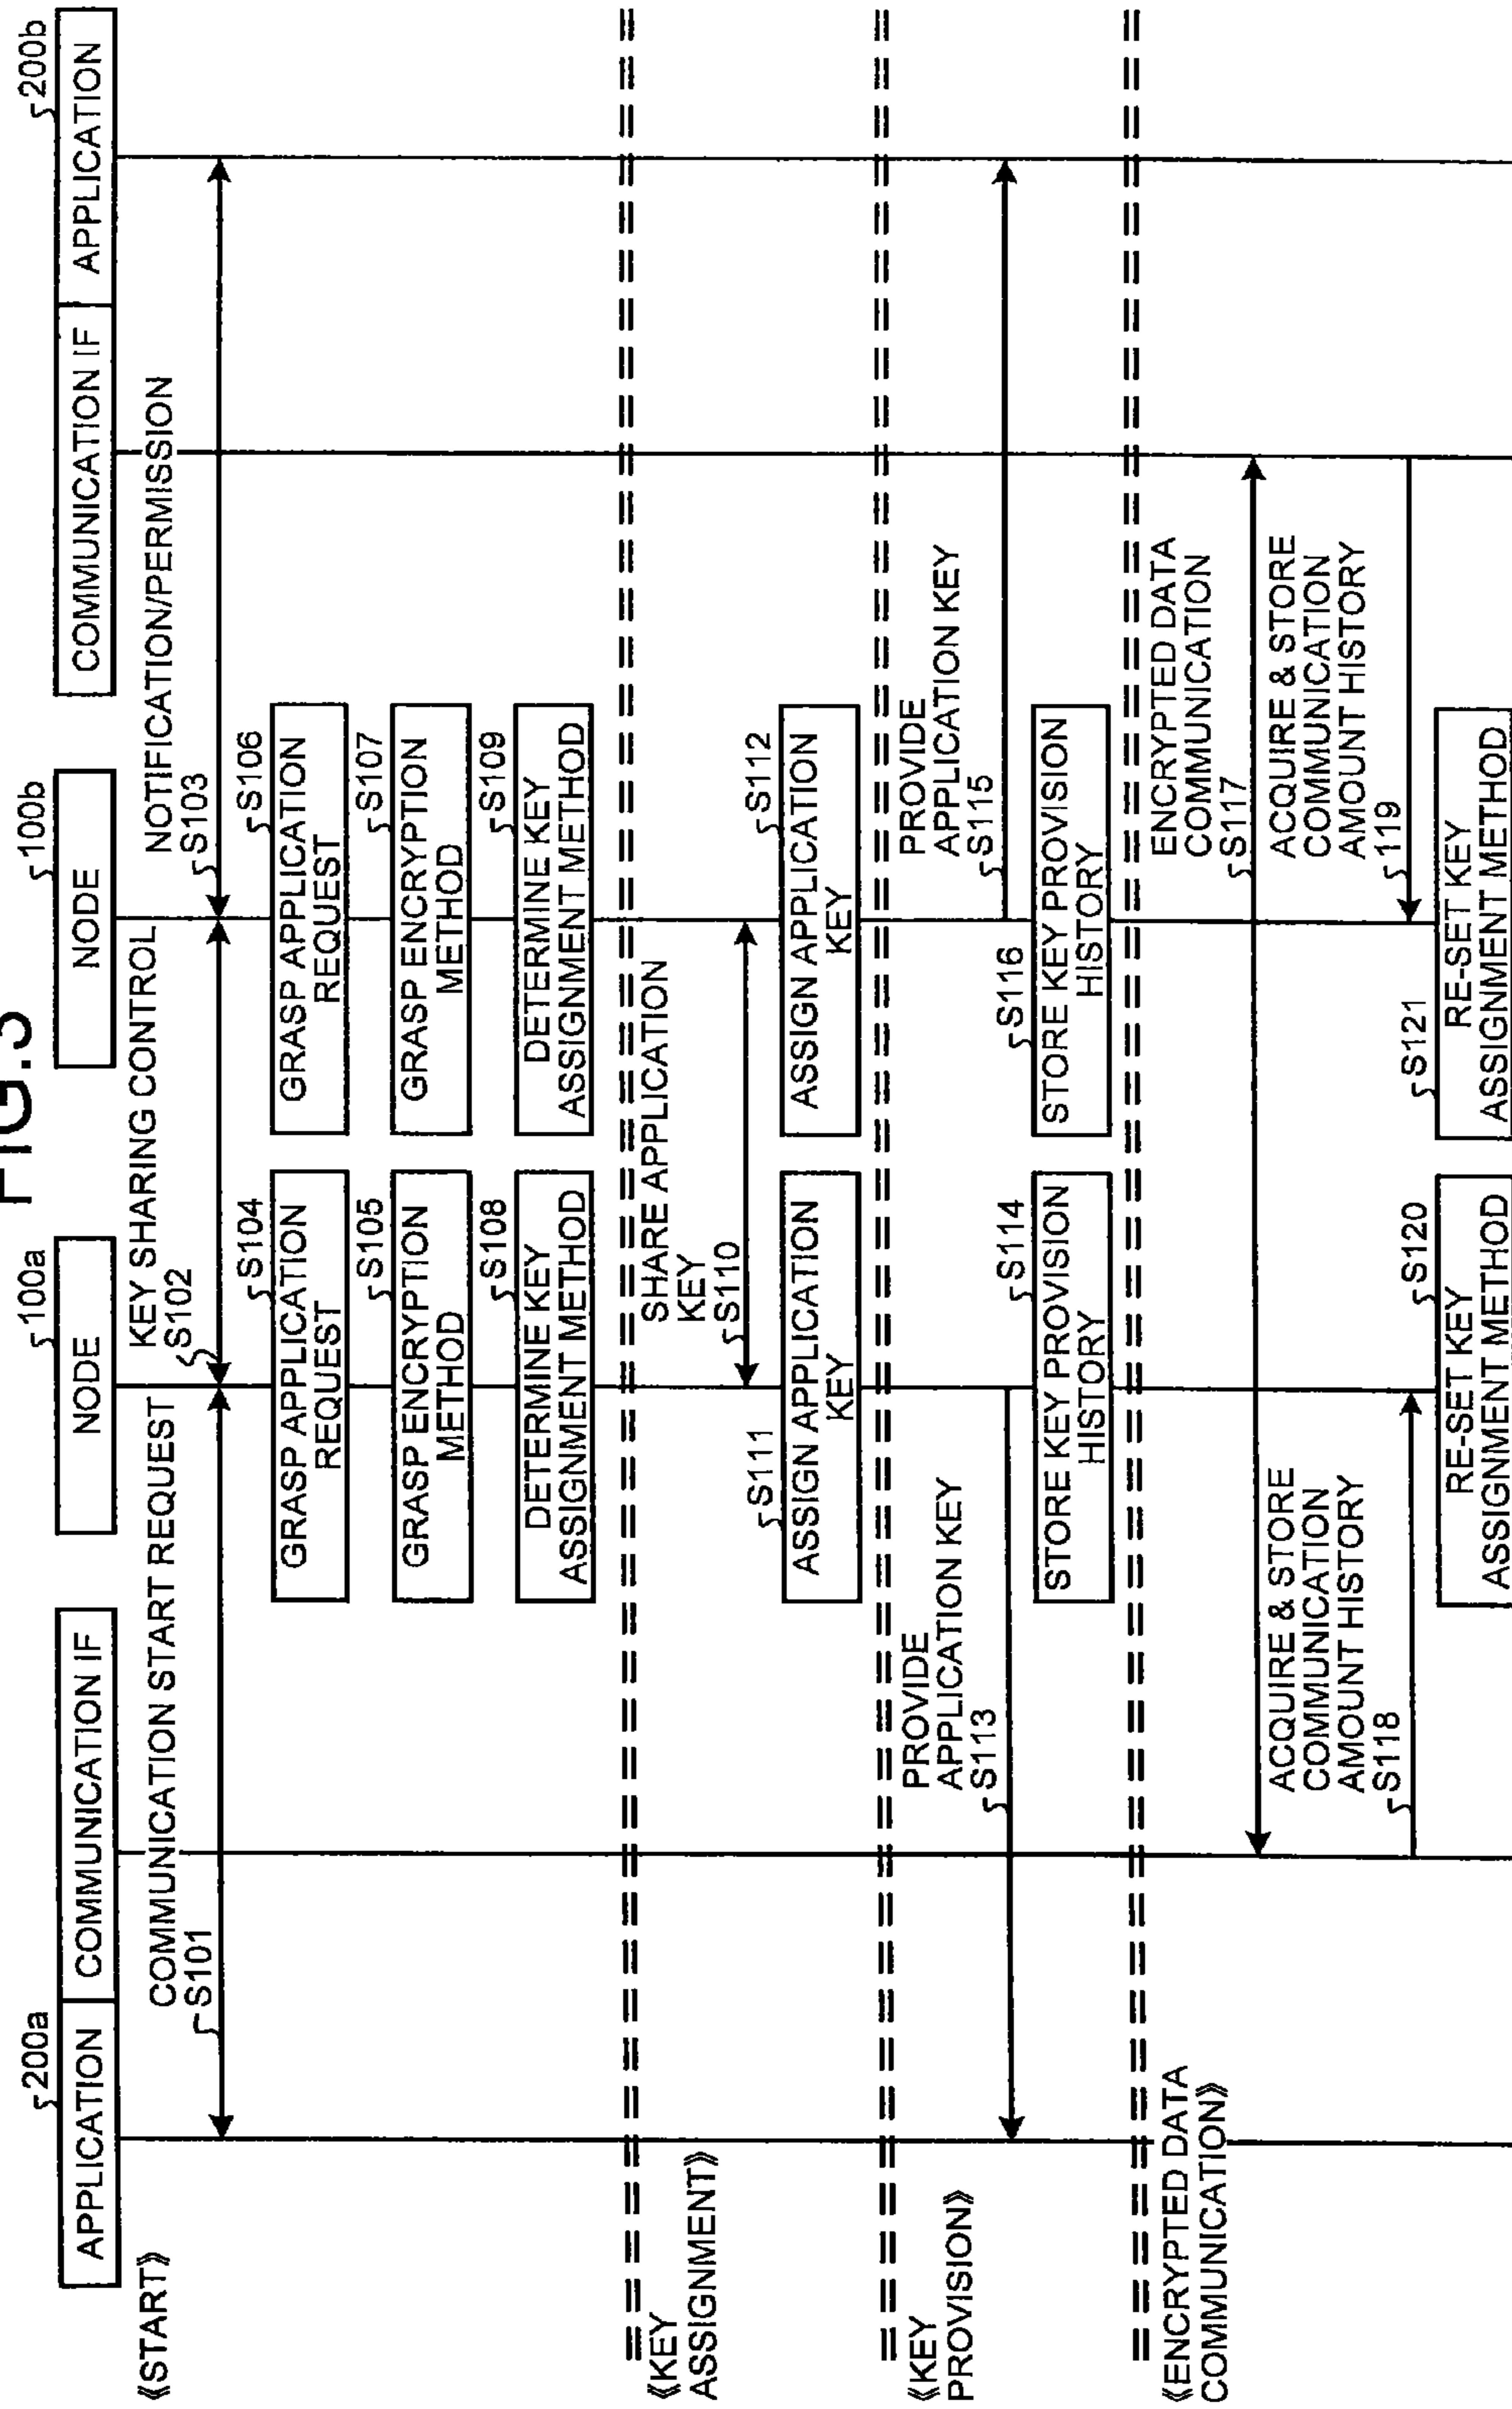 FIG.5
200a
APPLICATION
COMMUNICATION IF
100a
NODE
100b
NODE
COMMUNICATION IF
200b
APPLICATION
《START》
COMMUNICATION START REQUEST
S101
KEY SHARING CONTROL
S102
NOTIFICATION/PERMISSION
S103
S104
GRASP APPLICATION
REQUEST
S106
GRASP APPLICATION
REQUEST
S105
GRASP ENCRYPTION
METHOD
S107
GRASP ENCRYPTION
METHOD
S108
DETERMINE KEY
ASSIGNMENT METHOD
S109
DETERMINE KEY
ASSIGNMENT METHOD
《KEY
ASSIGNMENT》
SHARE APPLICATION
KEY
S110
S111
ASSIGN APPLICATION
KEY
S112
ASSIGN APPLICATION
KEY
《KEY
PROVISION》
PROVIDE
APPLICATION KEY
S113
PROVIDE
APPLICATION KEY
S115
S114
STORE KEY PROVISION
HISTORY
S116
STORE KEY PROVISION
HISTORY
《ENCRYPTED DATA
COMMUNICATION》
ENCRYPTED DATA
COMMUNICATION
S117
ACQUIRE & STORE
COMMUNICATION
AMOUNT HISTORY
S118
ACQUIRE & STORE
COMMUNICATION
AMOUNT HISTORY
119
S120
RE-SET KEY
ASSIGNMENT METHOD
S121
RE-SET KEY
ASSIGNMENT METHOD